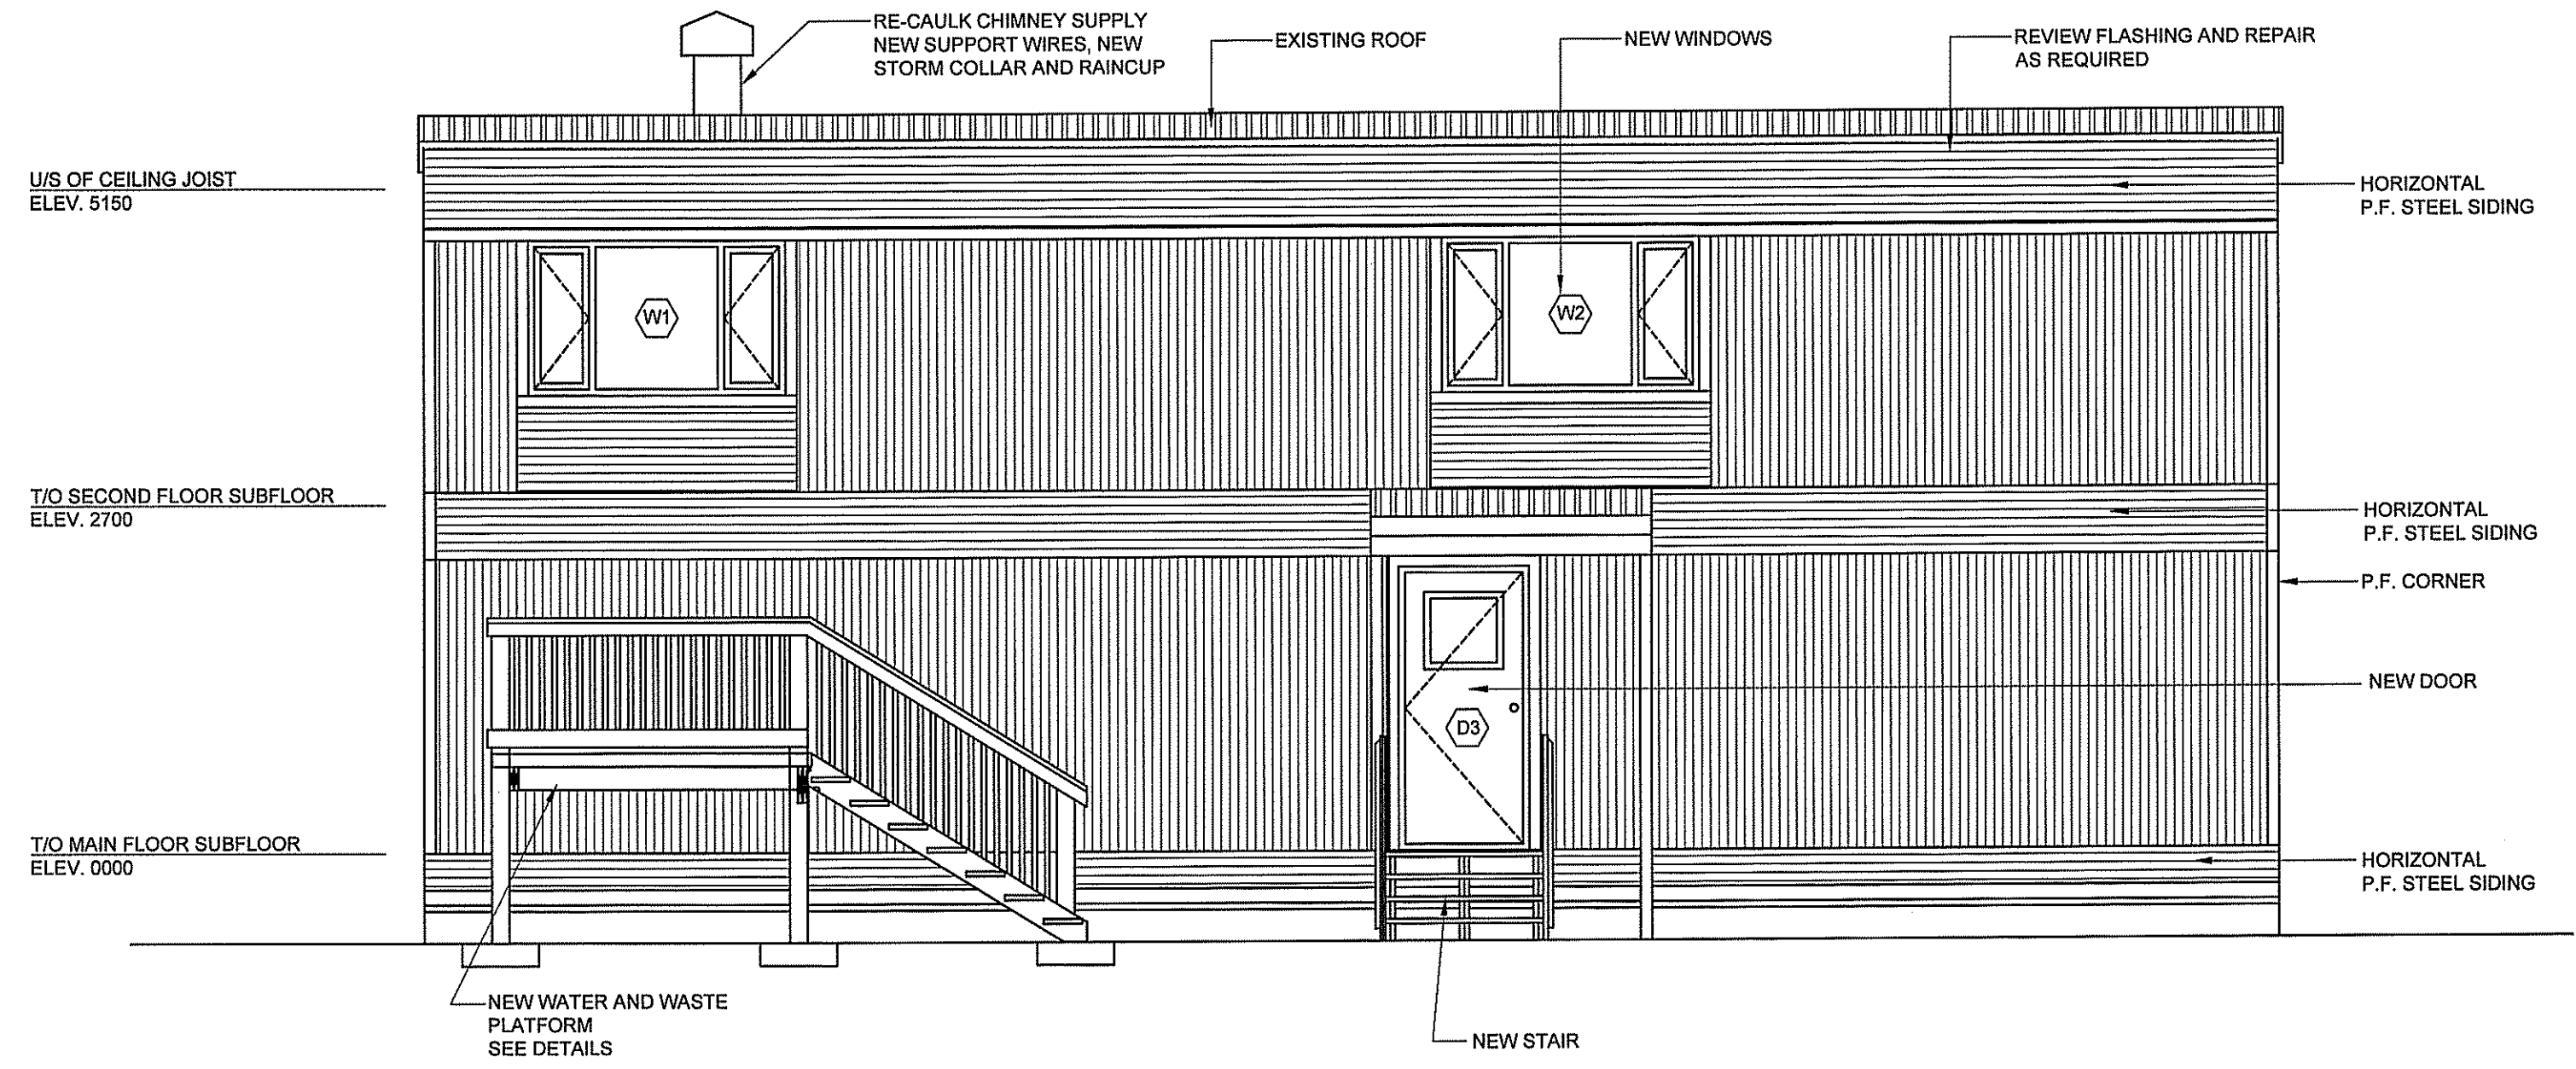 RE-CAULK CHIMNEY SUPPLY
NEW SUPPORT WIRES, NEW
STORM COLLAR AND RAINCUP
EXISTING ROOF
NEW WINDOWS
REVIEW FLASHING AND REPAIR
AS REQUIRED
U/S OF CEILING JOIST
ELEV. 5150
HORIZONTAL
P.F. STEEL SIDING
W1
W2
T/O SECOND FLOOR SUBFLOOR
ELEV. 2700
HORIZONTAL
P.F. STEEL SIDING
P.F. CORNER
NEW DOOR
D3
T/O MAIN FLOOR SUBFLOOR
ELEV. 0000
HORIZONTAL
P.F. STEEL SIDING
NEW WATER AND WASTE
PLATFORM
SEE DETAILS
NEW STAIR